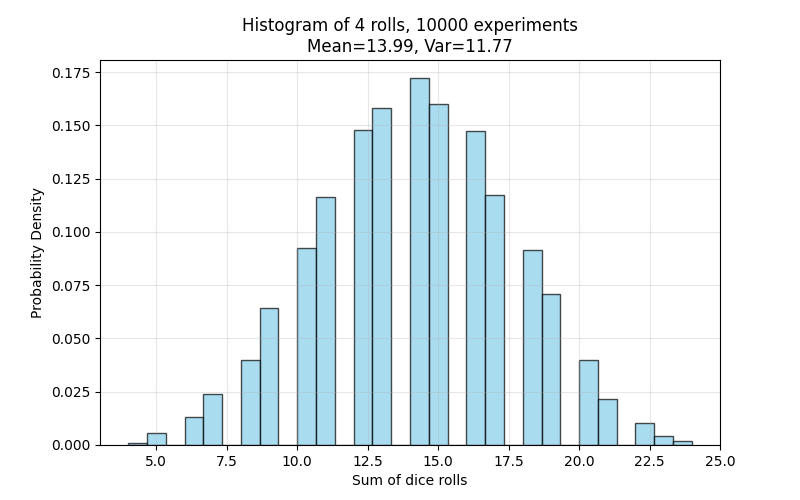 Histogram of 4 rolls, 10000 experiments
Mean=13.99, Var=11.77
0.175
0.150
0.125
0.100
0.075
0.050
0.025
0.000
Probability Density
5.0 7.5 10.0 12.5 15.0 17.5 20.0 22.5 25.0
Sum of dice rolls